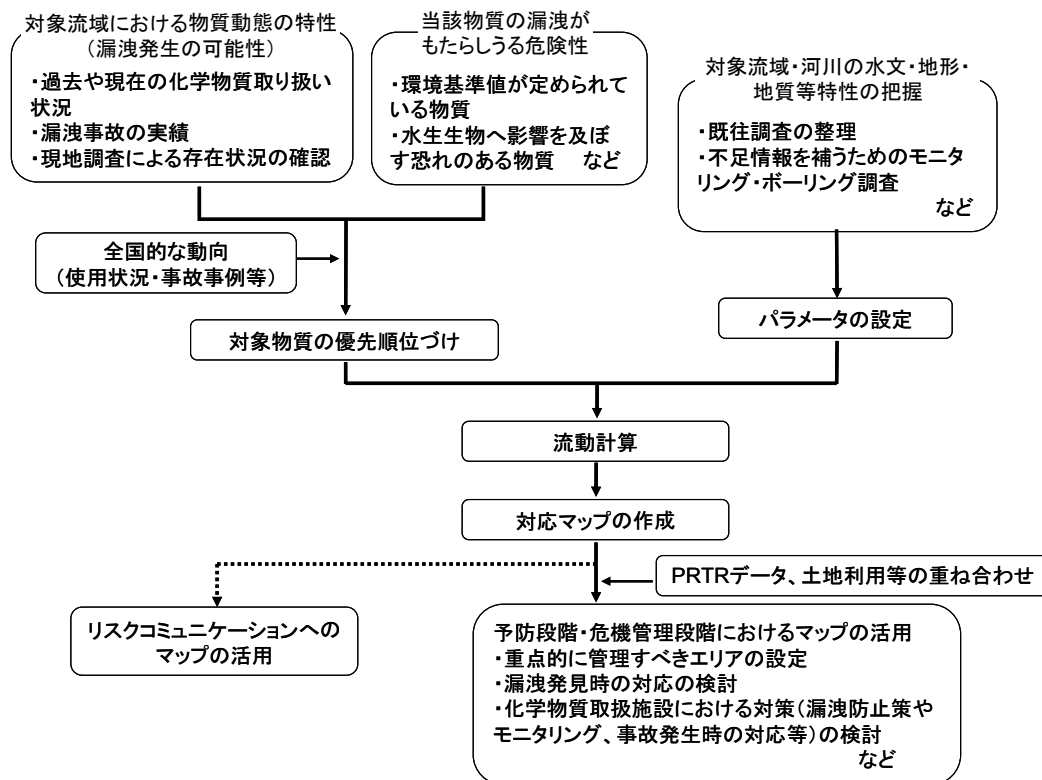 対象流域における物質動態の特性
（漏洩発生の可能性）
・過去や現在の化学物質取り扱い
状況
・漏洩事故の実績
・現地調査による存在状況の確認
当該物質の漏洩が
もたらしうる危険性
・環境基準値が定められて
いる物質
・水生生物へ影響を及ぼ
す恐れのある物質　など
対象流域・河川の水文・地形・
地質等特性の把握
・既往調査の整理
・不足情報を補うためのモニタ
リング・ボーリング調査
など
全国的な動向
（使用状況・事故事例等）
対象物質の優先順位づけ
パラメータの設定
流動計算
対応マップの作成
PRTRデータ、土地利用等の重ね合わせ
リスクコミュニケーションへの
マップの活用
予防段階・危機管理段階におけるマップの活用
・重点的に管理すべきエリアの設定
・漏洩発見時の対応の検討
・化学物質取扱施設における対策（漏洩防止策や
モニタリング、事故発生時の対応等）の検討
など